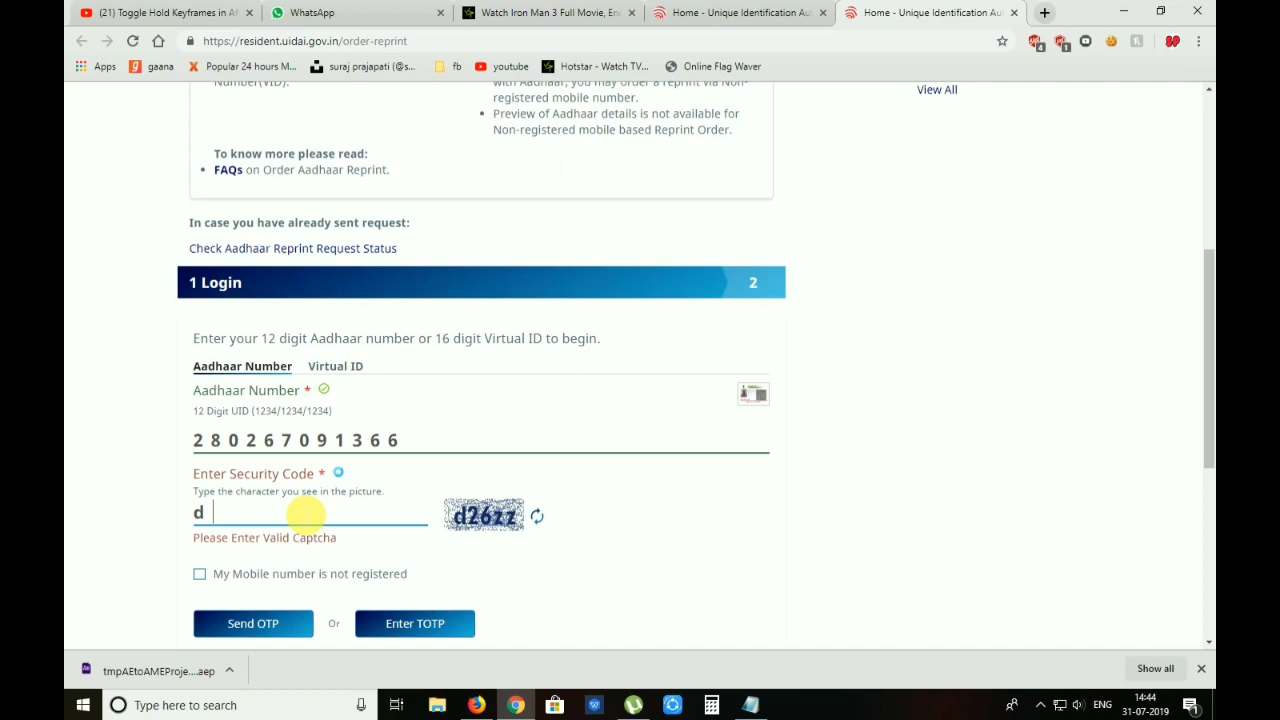 (21) Toggle Hold Keyframes in Af
WhatsApp
Watch Iron Man 3 Full Movie, En
Home - Unique Identification Aut
Home - Unique Identification Aut
https://resident.uidai.gov.in/order-reprint
Apps
gaana
Popular 24 hours M...
suraj prajapati (@s...
fb
youtube
Hotstar - Watch TV...
Online Flag Waver
Number(VID).
with Aadhaar, you may order a reprint via Non-
registered mobile number.
• Preview of Aadhaar details is not available for
Non-registered mobile based Reprint Order.
View All
To know more please read:
• FAQs on Order Aadhaar Reprint.
In case you have already sent request:
Check Aadhaar Reprint Request Status
1 Login
2
Enter your 12 digit Aadhaar number or 16 digit Virtual ID to begin.
Aadhaar Number Virtual ID
Aadhaar Number *
12 Digit UID (1234/1234/1234)
2 8 0 2 6 7 0 9 1 3 6 6
Enter Security Code *
Type the character you see in the picture.
d
d26zz
Please Enter Valid Captcha
My Mobile number is not registered
Send OTP
Or
Enter TOTP
tmpAEtoAMEProje....aep
Show all
Type here to search
ENG
14:44
31-07-2019